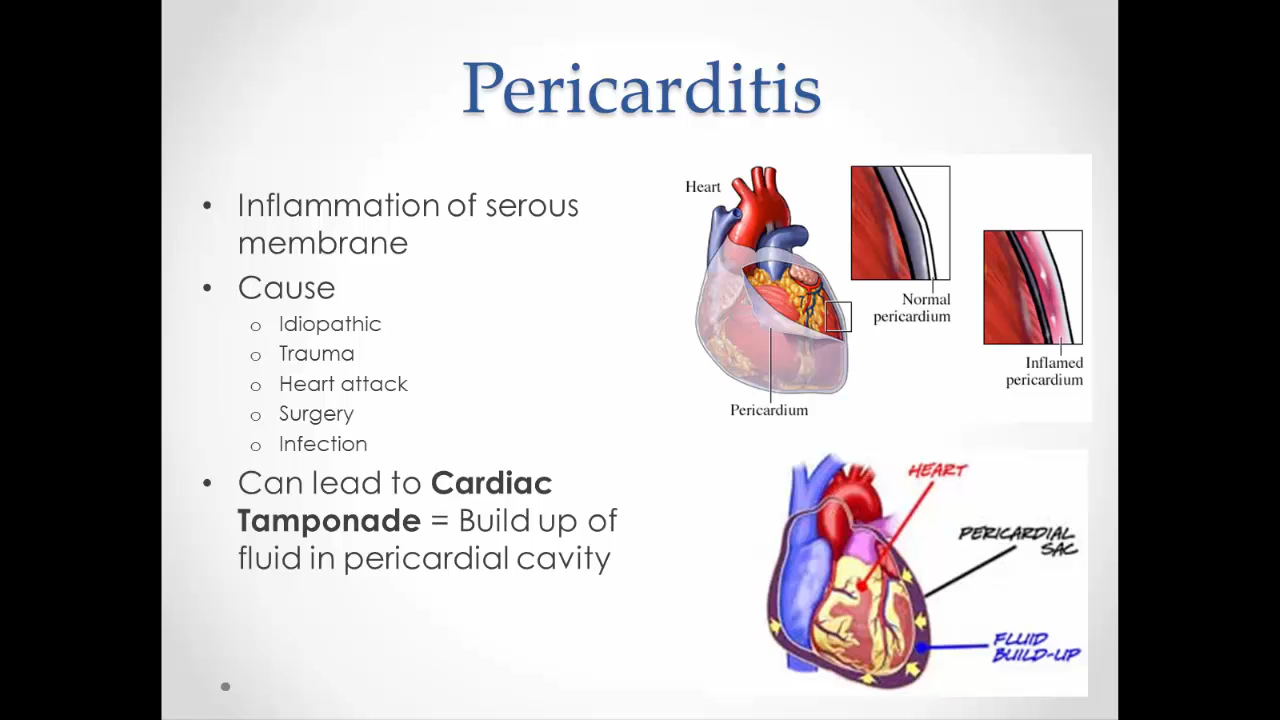 Pericarditis
• Inflammation of serous
membrane
• Cause
o Idiopathic
o Trauma
o Heart attack
o Surgery
o Infection
• Can lead to Cardiac
Tamponade = Build up of
fluid in pericardial cavity
Heart
Normal
pericardium
Inflamed
pericardium
Pericardium
HEART
PERICARDIAL
SAC
FLUID
BUILD-UP